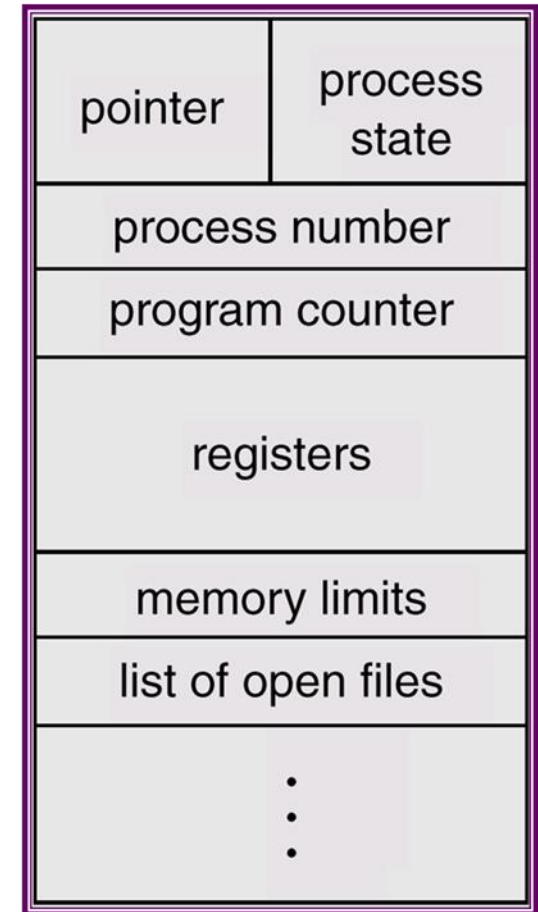 pointer
process
state
process number
program counter
registers
memory limits
list of open files
.
.
.